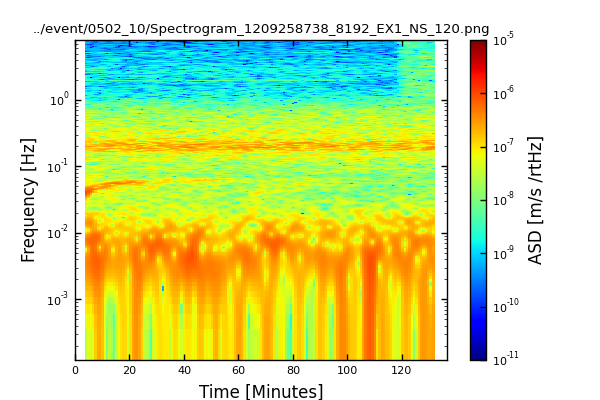 ../event/0502_10/Spectrogram_1209258738_8192_EX1_NS_120.png
Frequency [Hz]
10^0
10^-1
10^-2
10^-3
0 20 40 60 80 100 120
Time [Minutes]
10^-5
10^-6
10^-7
10^-8
10^-9
10^-10
10^-11
ASD [m/s /rtHz]